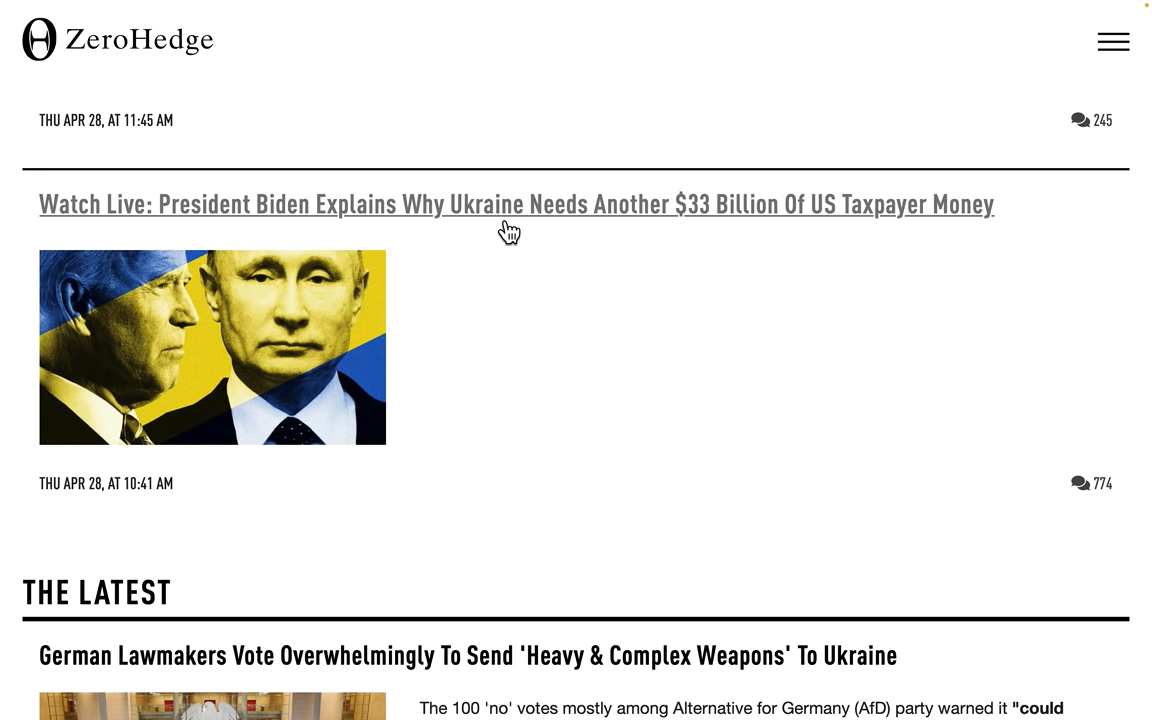 ZeroHedge
THU APR 28, AT 11:45 AM
245
Watch Live: President Biden Explains Why Ukraine Needs Another $33 Billion Of US Taxpayer Money
THU APR 28, AT 10:41 AM
774
THE LATEST
German Lawmakers Vote Overwhelmingly To Send 'Heavy & Complex Weapons' To Ukraine
The 100 'no' votes mostly among Alternative for Germany (AfD) party warned it "could